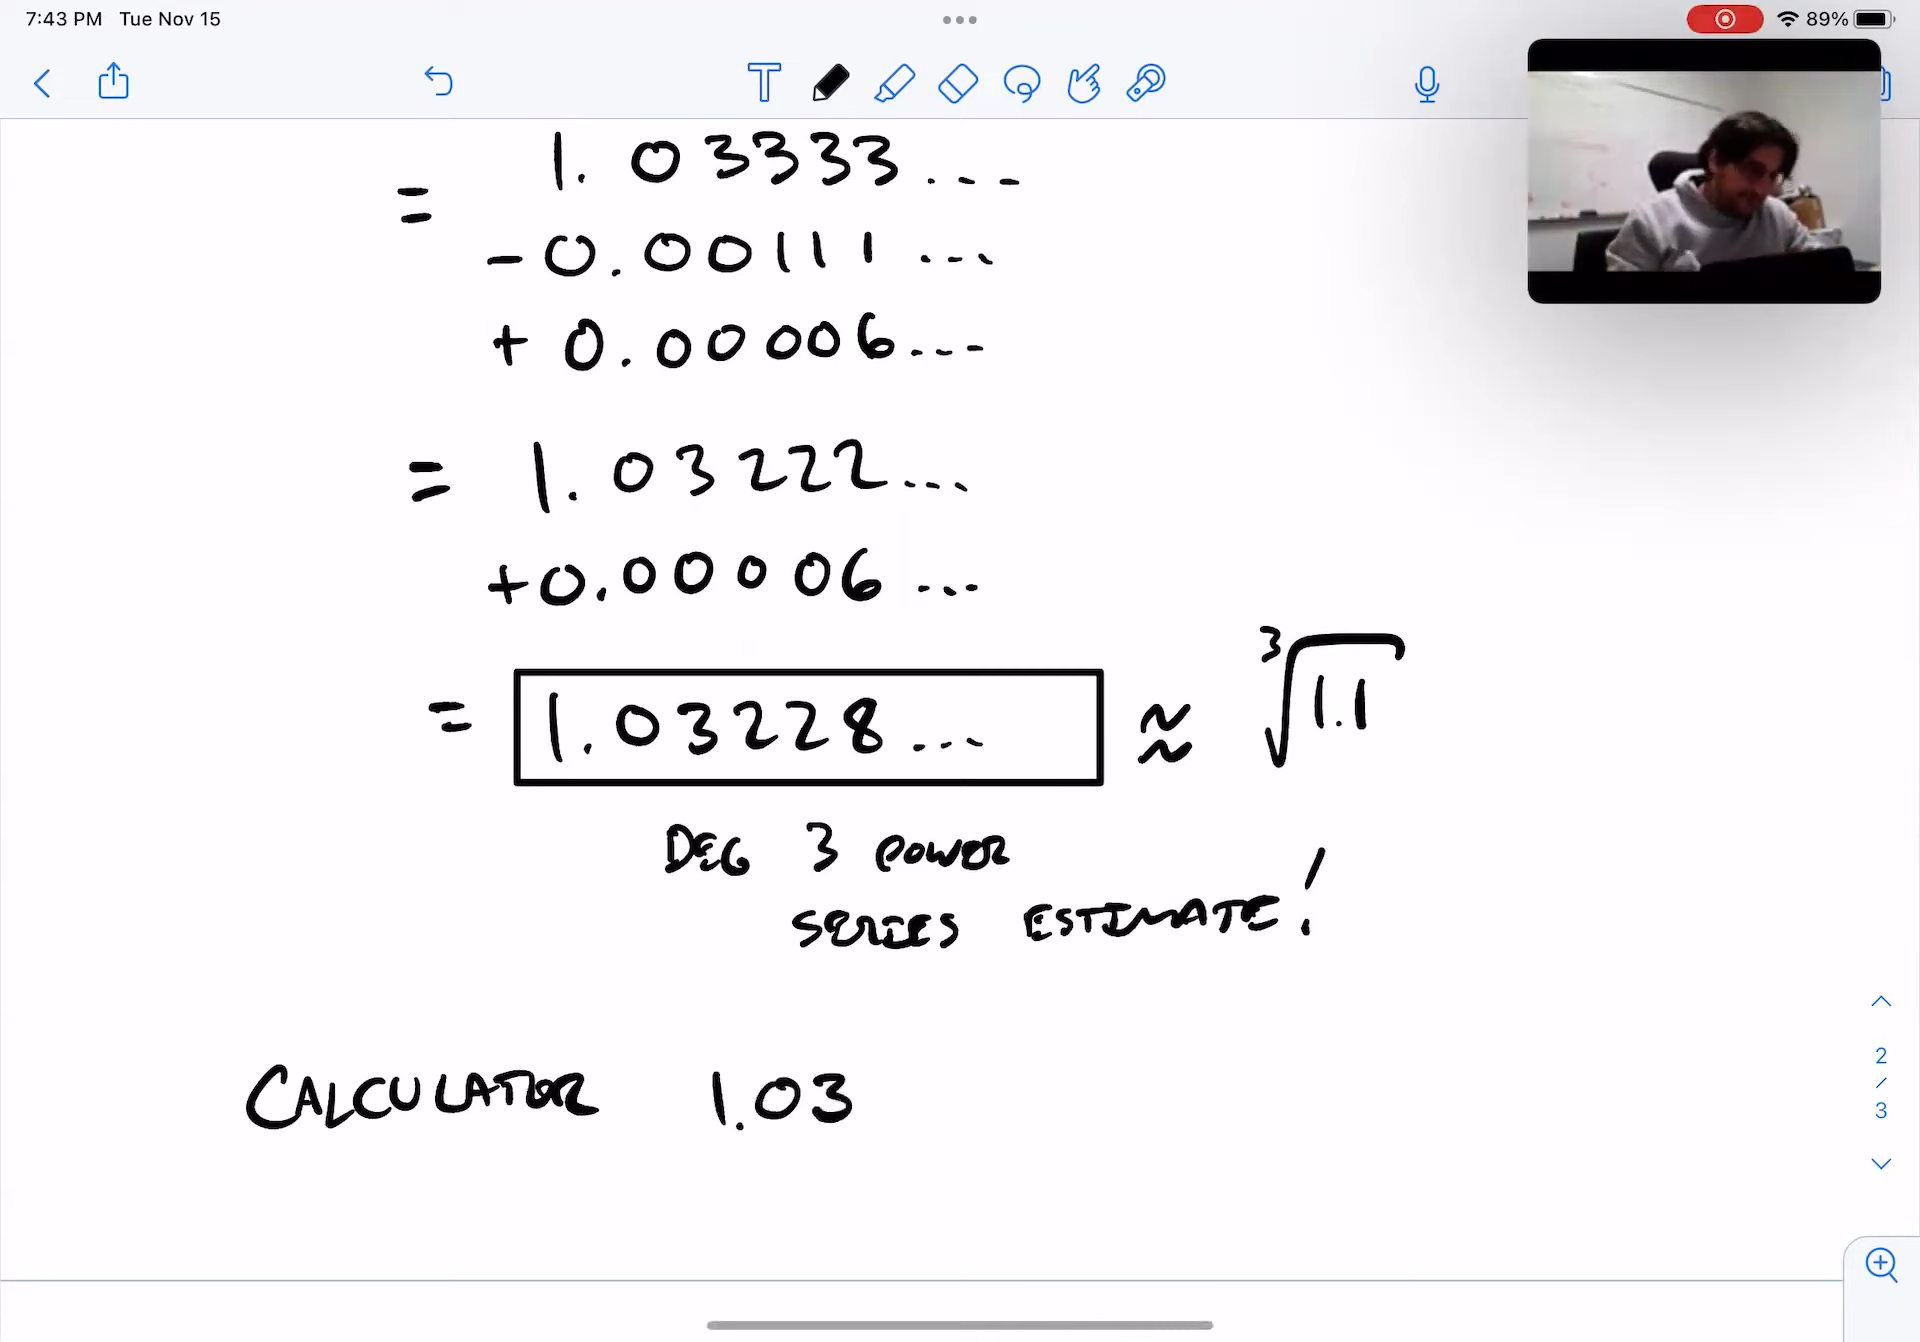 7:43 PM Tue Nov 15
89%
= 1.03333...
- 0.00111...
+ 0.00006...
= 1.03222...
+0.00006...
= 1.03228... ≈ ∛1.1
DEG 3 POWER
SERIES ESTIMATE!
CALCULATOR 1.03
2
/
3